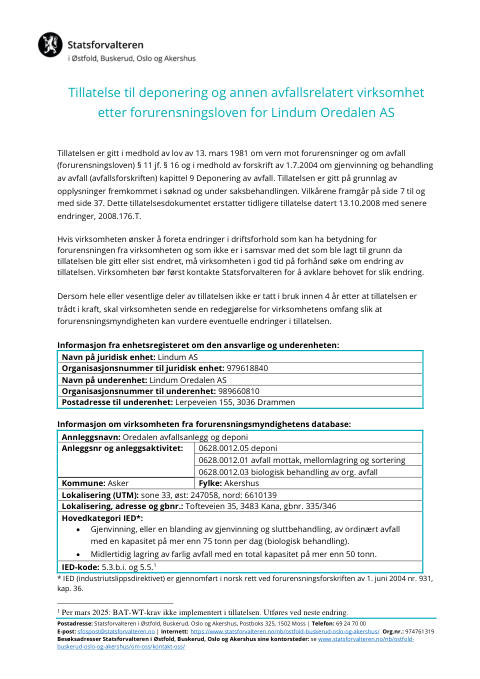 Statsforvalteren
i Østfold, Buskerud, Oslo og Akershus
Tillatelse til deponering og annen avfallsrelatert virksomhet
etter forurensningsloven for Lindum Oredalen AS
Tillatelsen er gitt i medhold av lov av 13. mars 1981 om vern mot forurensninger og om avfall
(forurensningsloven) § 11 jf. § 16 og i medhold av forskrift av 1.7.2004 om gjenvinning og behandling
av avfall (avfallsforskriften) kapittel 9 Deponering av avfall. Tillatelsen er gitt på grunnlag av
opplysninger fremkommet i søknad og under saksbehandlingen. Vilkårene framgår på side 7 til og
med side 37. Dette tillatelsesdokumentet erstatter tidligere tillatelse datert 13.10.2008 med senere
endringer, 2008.176.T.
Hvis virksomheten ønsker å foreta endringer i driftsforhold som kan ha betydning for
forurensningen fra virksomheten og som ikke er i samsvar med det som ble lagt til grunn da
tillatelsen ble gitt eller sist endret, må virksomheten i god tid på forhånd søke om endring av
tillatelsen. Virksomheten bør først kontakte Statsforvalteren for å avklare behovet for slik endring.
Dersom hele eller vesentlige deler av tillatelsen ikke er tatt i bruk innen 4 år etter at tillatelsen er
trådt i kraft, skal virksomheten sende en redegjørelse for virksomhetens omfang slik at
forurensningsmyndigheten kan vurdere eventuelle endringer i tillatelsen.
Informasjon fra enhetsregisteret om den ansvarlige og underenheten:
Navn på juridisk enhet: Lindum AS
Organisasjonsnummer til juridisk enhet: 979618840
Navn på underenhet: Lindum Oredalen AS
Organisasjonsnummer til underenhet: 989660810
Postadresse til underenhet: Lerpeveien 155, 3036 Drammen
Informasjon om virksomheten fra forurensningsmyndighetens database:
Annleggsnavn: Oredalen avfallsanlegg og deponi
Anleggsnr og anleggsaktivitet: 0628.0012.05 deponi
0628.0012.01 avfall mottak, mellomlagring og sortering
0628.0012.03 biologisk behandling av org. avfall
Kommune: Asker Fylke: Akershus
Lokalisering (UTM): sone 33, øst: 247058, nord: 6610139
Lokalisering, adresse og gbnr.: Tofteveien 35, 3483 Kana, gbnr. 335/346
Hovedkategori IED*:
• Gjenvinning, eller en blanding av gjenvinning og sluttbehandling, av ordinært avfall
med en kapasitet på mer enn 75 tonn per dag (biologisk behandling).
• Midlertidig lagring av farlig avfall med en total kapasitet på mer enn 50 tonn.
IED-kode: 5.3.b.i. og 5.5.¹
* IED (industriutslippsdirektivet) er gjennomført i norsk rett ved forurensningsforskriften av 1. juni 2004 nr. 931,
kap. 36.
¹ Per mars 2025: BAT-WT-krav ikke implementert i tillatelsen. Utføres ved neste endring.
Postadresse: Statsforvalteren i Østfold, Buskerud, Oslo og Akershus, Postboks 325, 1502 Moss | Telefon: 69 24 70 00
E-post: sfospost@statsforvalteren.no | Internett: https://www.statsforvalteren.no/nb/ostfold-buskerud-oslo-og-akershus/ Org.nr.: 974761319
Besøksadresser Statsforvalteren i Østfold, Buskerud, Oslo og Akershus sine kontorsteder: se www.statsforvalteren.no/nb/ostfold-
buskerud-oslo-og-akershus/om-oss/kontakt-oss/